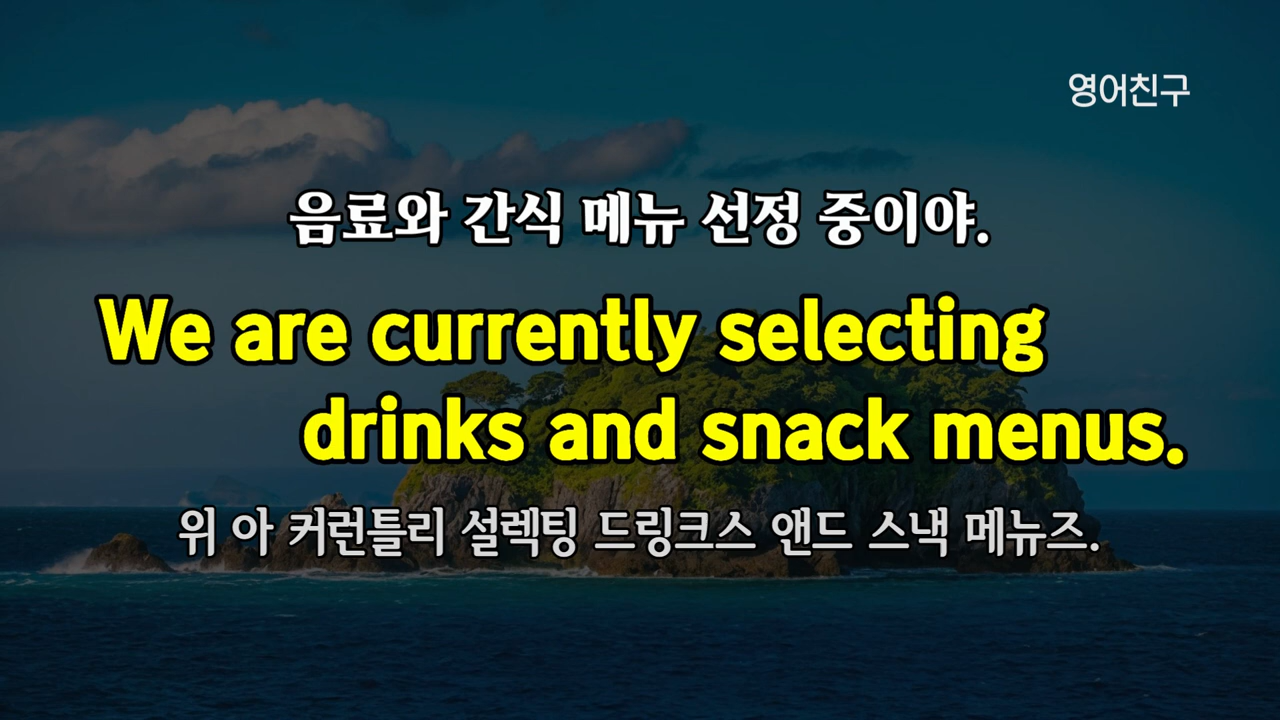 영어친구
음료와 간식 메뉴 선정 중이야.
We are currently selecting
drinks and snack menus.
위 아 커런틀리 설렉팅 드링크스 앤드 스낵 메뉴즈.